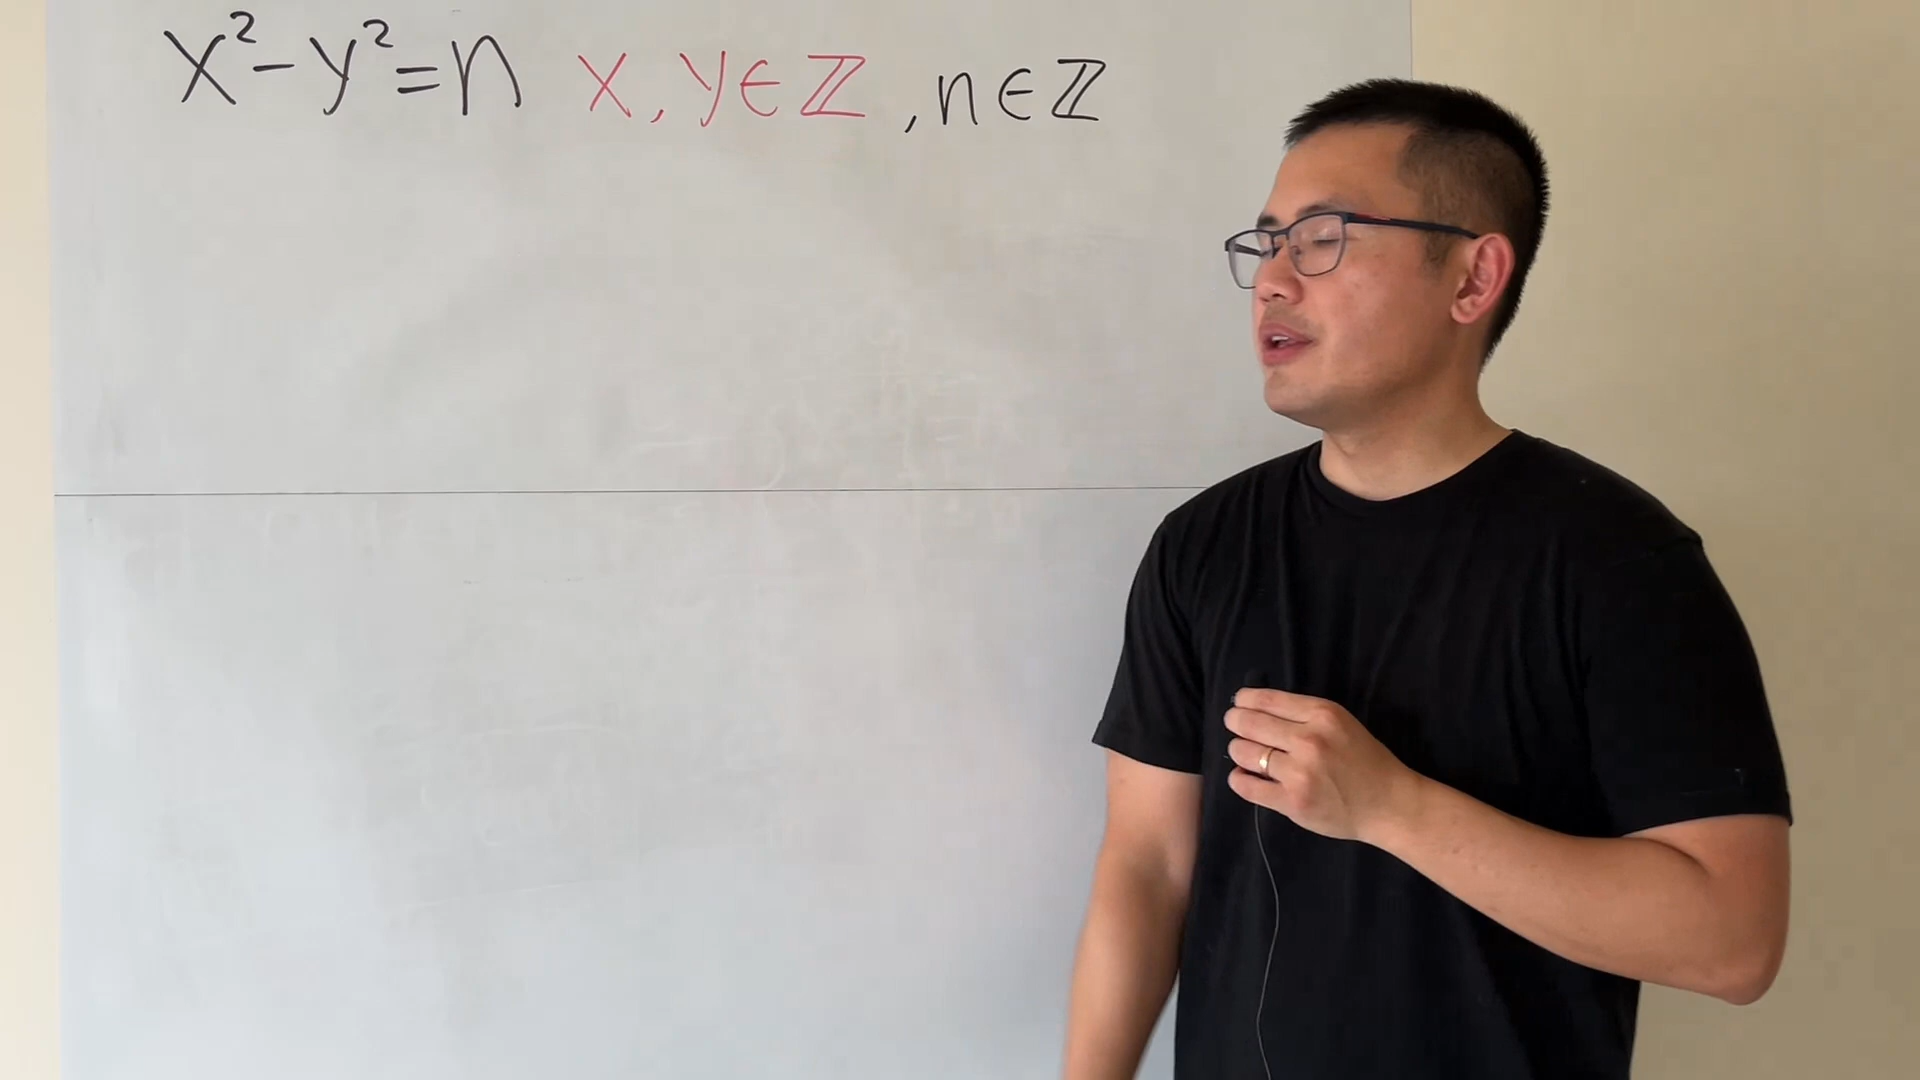 x² - y² = n x, y ∈ ℤ , n ∈ ℤ